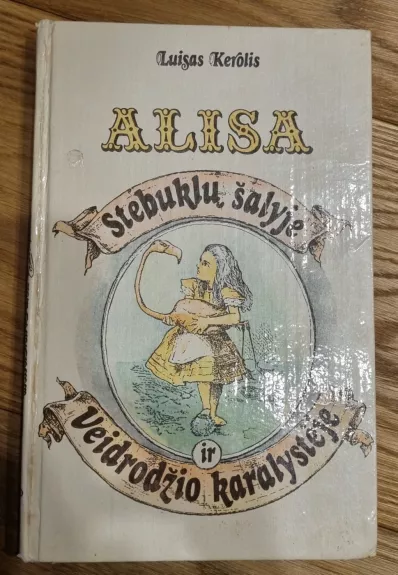 Luisas Kerolis
ALISA
Stebuklų šalyje
ir
Veidrodžio karalystėje